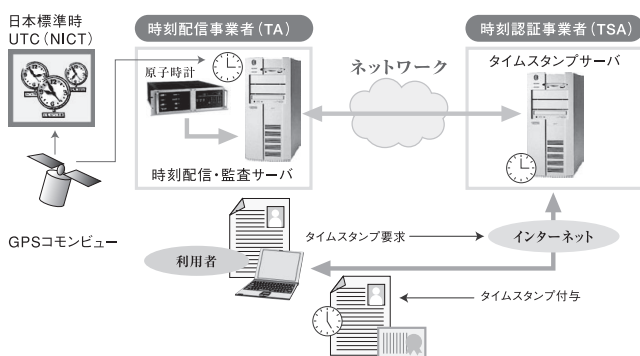 日本標準時
UTC（NICT）
時刻配信事業者（TA）
時刻認証事業者（TSA）
原子時計
ネットワーク
タイムスタンプサーバ
時刻配信・監査サーバ
GPSコモンビュー
利用者
タイムスタンプ要求
インターネット
タイムスタンプ付与